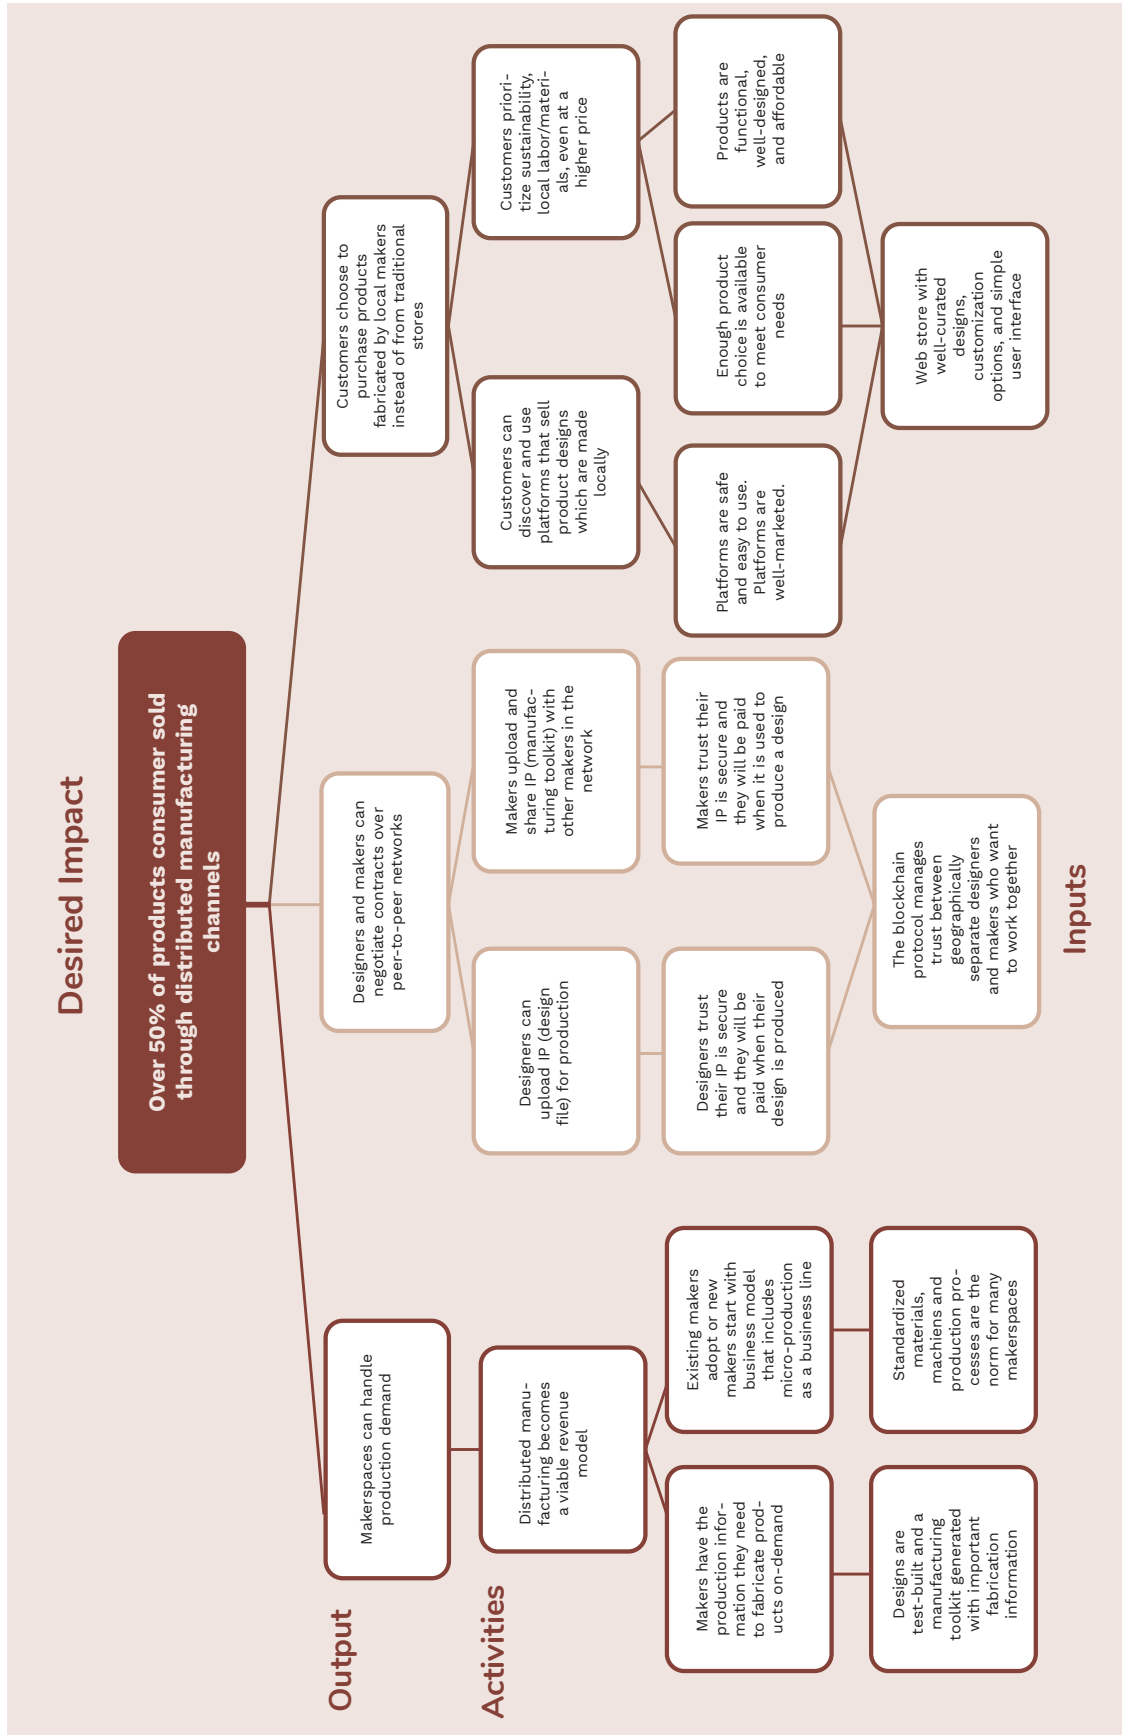 Desired Impact
Over 50% of products consumer sold
through distributed manufacturing
channels
Output
Makerspaces can handle
production demand
Designers and makers can
negotiate contracts over
peer-to-peer networks
Customers choose to
purchase products
fabricated by local makers
instead of from traditional
stores
Activities
Distributed manu-
facturing becomes
a viable revenue
model
Designers can
upload IP (design
file) for production
Makers upload and
share IP (manufac-
turing toolkit) with
other makers in the
network
Customers can
discover and use
platforms that sell
product designs
which are made
locally
Customers priori-
tize sustainability,
local labor/materi-
als, even at a
higher price
Makers have the
production infor-
mation they need
to fabricate prod-
ucts on-demand
Existing makers
adopt or new
makers start with
business model
that includes
micro-production
as a business line
Designers trust
their IP is secure
and they will be
paid when their
design is produced
Makers trust their
IP is secure and
they will be paid
when it is used to
produce a design
Platforms are safe
and easy to use.
Platforms are
well-marketed.
Enough product
choice is available
to meet consumer
needs
Products are
functional,
well-designed,
and affordable
Designs are
test-built and a
manufacturing
toolkit generated
with important
fabrication
information
Standardized
materials,
machiens and
production pro-
cesses are the
norm for many
makerspaces
The blockchain
protocol manages
trust between
geographically
separate designers
and makers who want
to work together
Web store with
well-curated
designs,
customization
options, and simple
user interface
Inputs